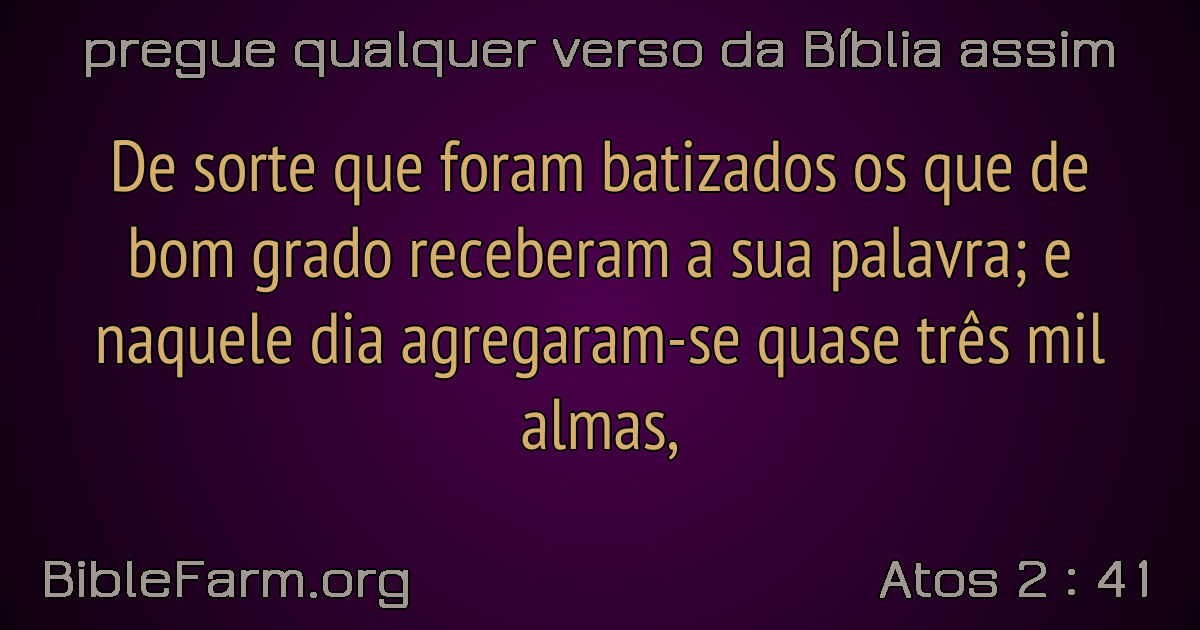 pregue qualquer verso da Bíblia assim
De sorte que foram batizados os que de
bom grado receberam a sua palavra; e
naquele dia agregaram-se quase três mil
almas,
BibleFarm.org
Atos 2 : 41